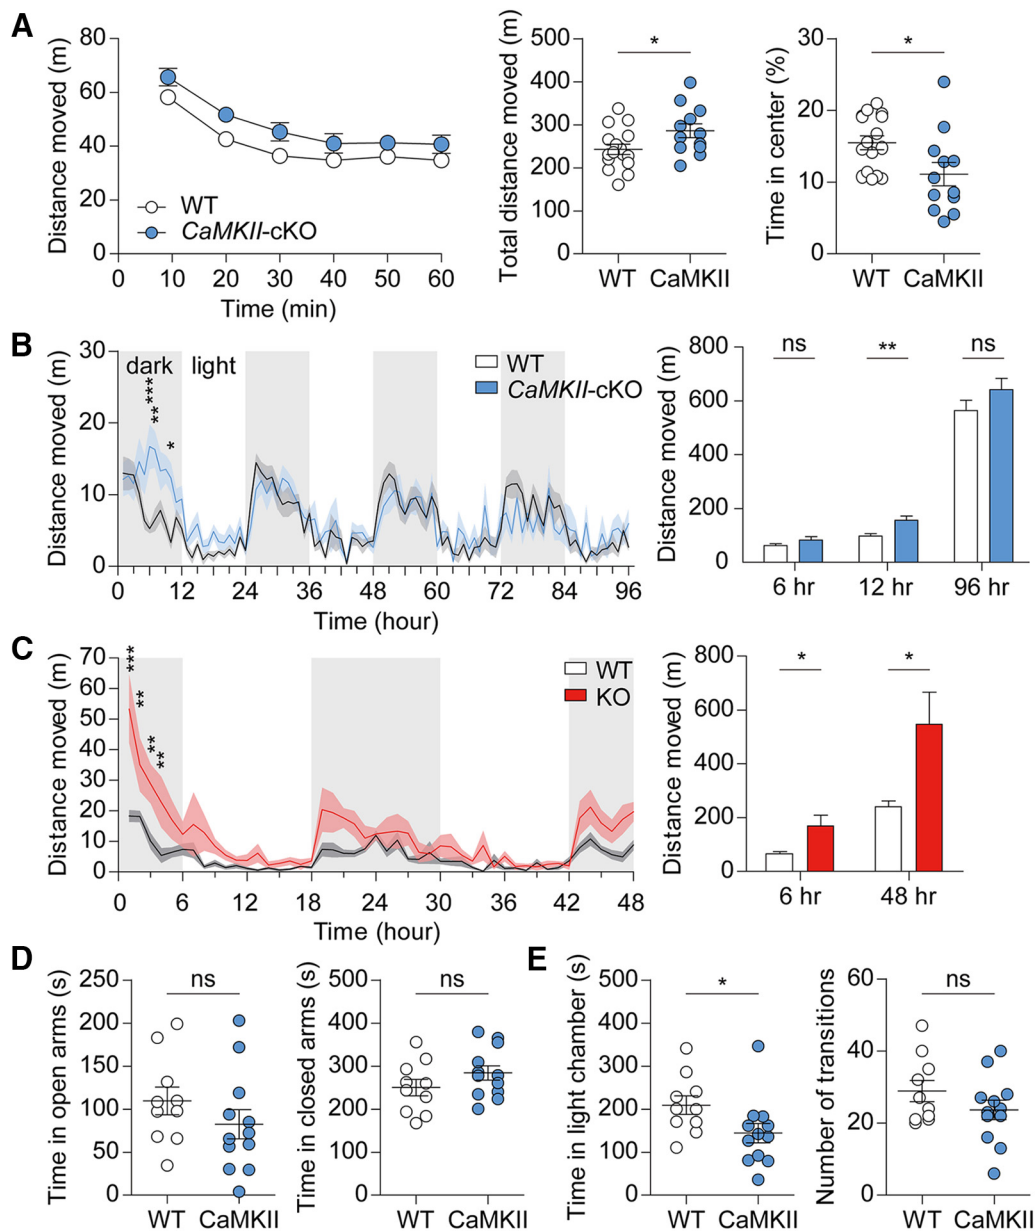 A
Distance moved (m)
80
60
40
20
0
WT
CaMKII-cKO
0 10 20 30 40 50 60
Time (min)
Total distance moved (m)
500
400
300
200
100
0
*
WT CaMKII
Time in center (%)
30
20
10
0
*
WT CaMKII
B
Distance moved (m)
30
20
10
0
dark light
***
**
*
WT
CaMKII-cKO
0 12 24 36 48 60 72 84 96
Time (hour)
Distance moved (m)
800
600
400
200
0
ns ** ns
6 hr 12 hr 96 hr
C
Distance moved (m)
70
60
50
40
30
20
10
0
***
**
**
**
WT
KO
0 6 12 18 24 30 36 42 48
Time (hour)
Distance moved (m)
800
600
400
200
0
* *
6 hr 48 hr
D
Time in open arms (s)
250
200
150
100
50
0
ns
WT CaMKII
Time in closed arms (s)
500
400
300
200
100
0
ns
WT CaMKII
E
Time in light chamber (s)
500
400
300
200
100
0
*
WT CaMKII
Number of transitions
60
40
20
0
ns
WT CaMKII